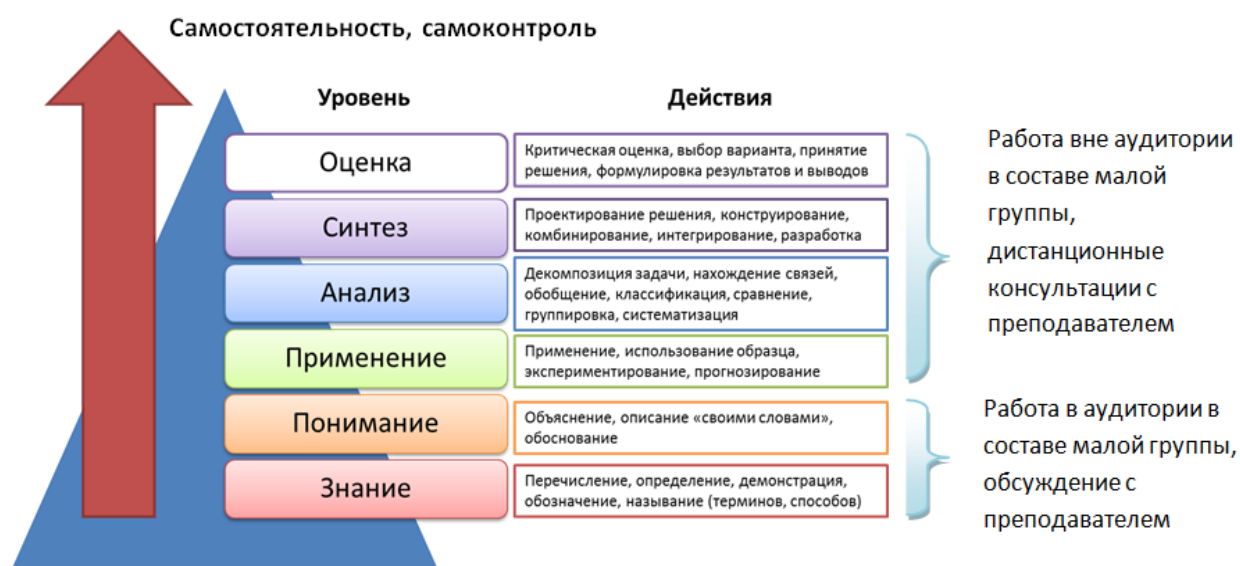 Самостоятельность, самоконтроль
Уровень
Действия
Оценка
Критическая оценка, выбор варианта, принятие
решения, формулировка результатов и выводов
Синтез
Проектирование решения, конструирование,
комбинирование, интегрирование, разработка
Анализ
Декомпозиция задачи, нахождение связей,
обобщение, классификация, сравнение,
группировка, систематизация
Применение
Применение, использование образца,
экспериментирование, прогнозирование
Понимание
Объяснение, описание «своими словами»,
обоснование
Знание
Перечисление, определение, демонстрация,
обозначение, называние (терминов, способов)
Работа вне аудитории
в составе малой
группы,
дистанционные
консультации с
преподавателем
Работа в аудитории в
составе малой группы,
обсуждение с
преподавателем